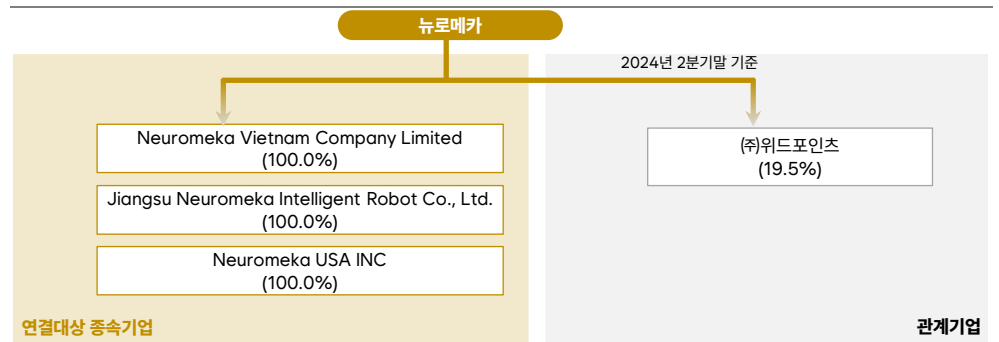 뉴로메카
2024년 2분기말 기준
Neuromeka Vietnam Company Limited
(100.0%)
Jiangsu Neuromeka Intelligent Robot Co., Ltd.
(100.0%)
Neuromeka USA INC
(100.0%)
연결대상 종속기업
㈜위드포인츠
(19.5%)
관계기업